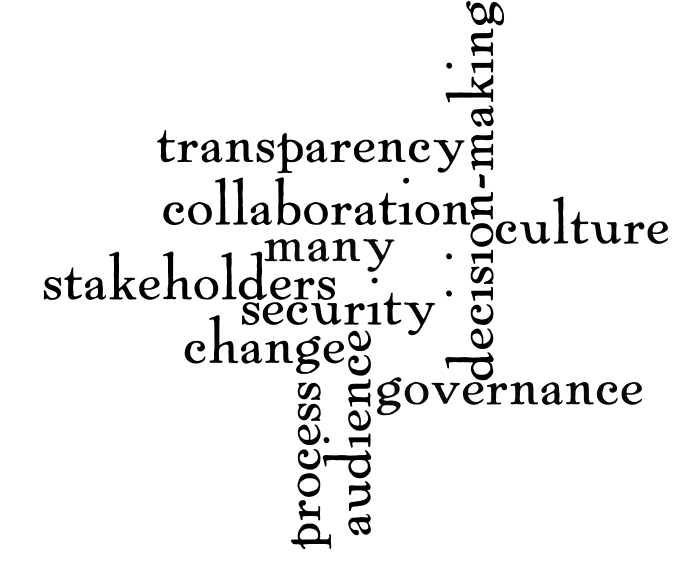 decision-making
transparency
collaboration
culture
many
stakeholders
security
change
governance
process
audience